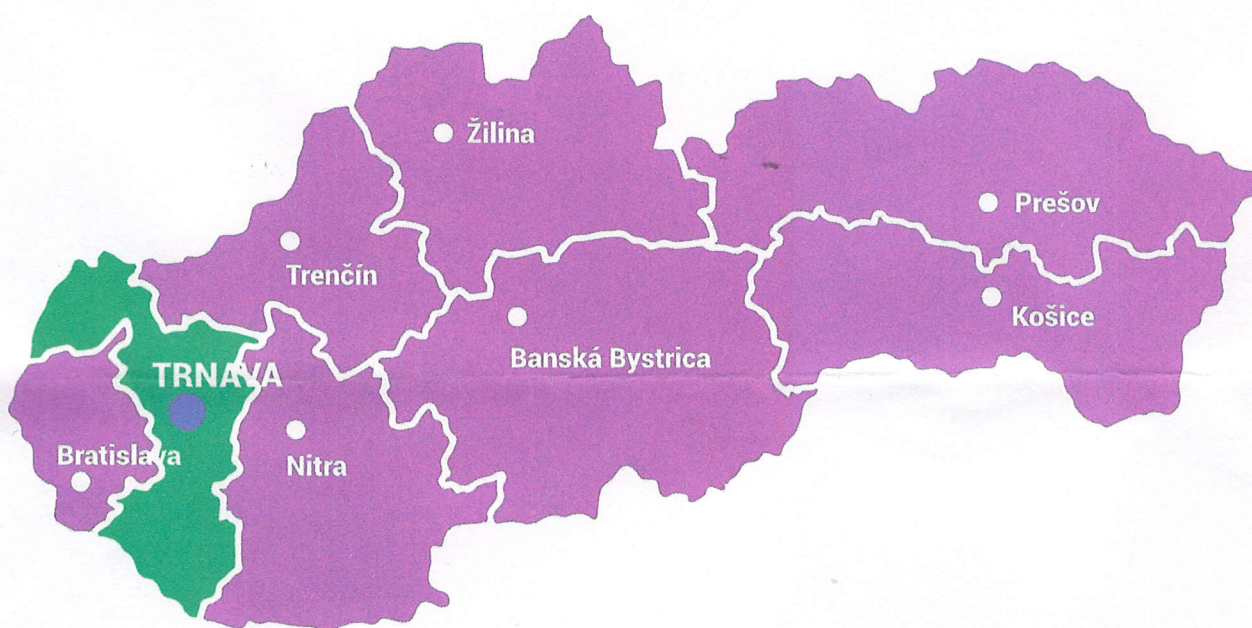 Žilina
Prešov
Trenčín
Košice
Banská Bystrica
TRNAVA
Bratislava
Nitra